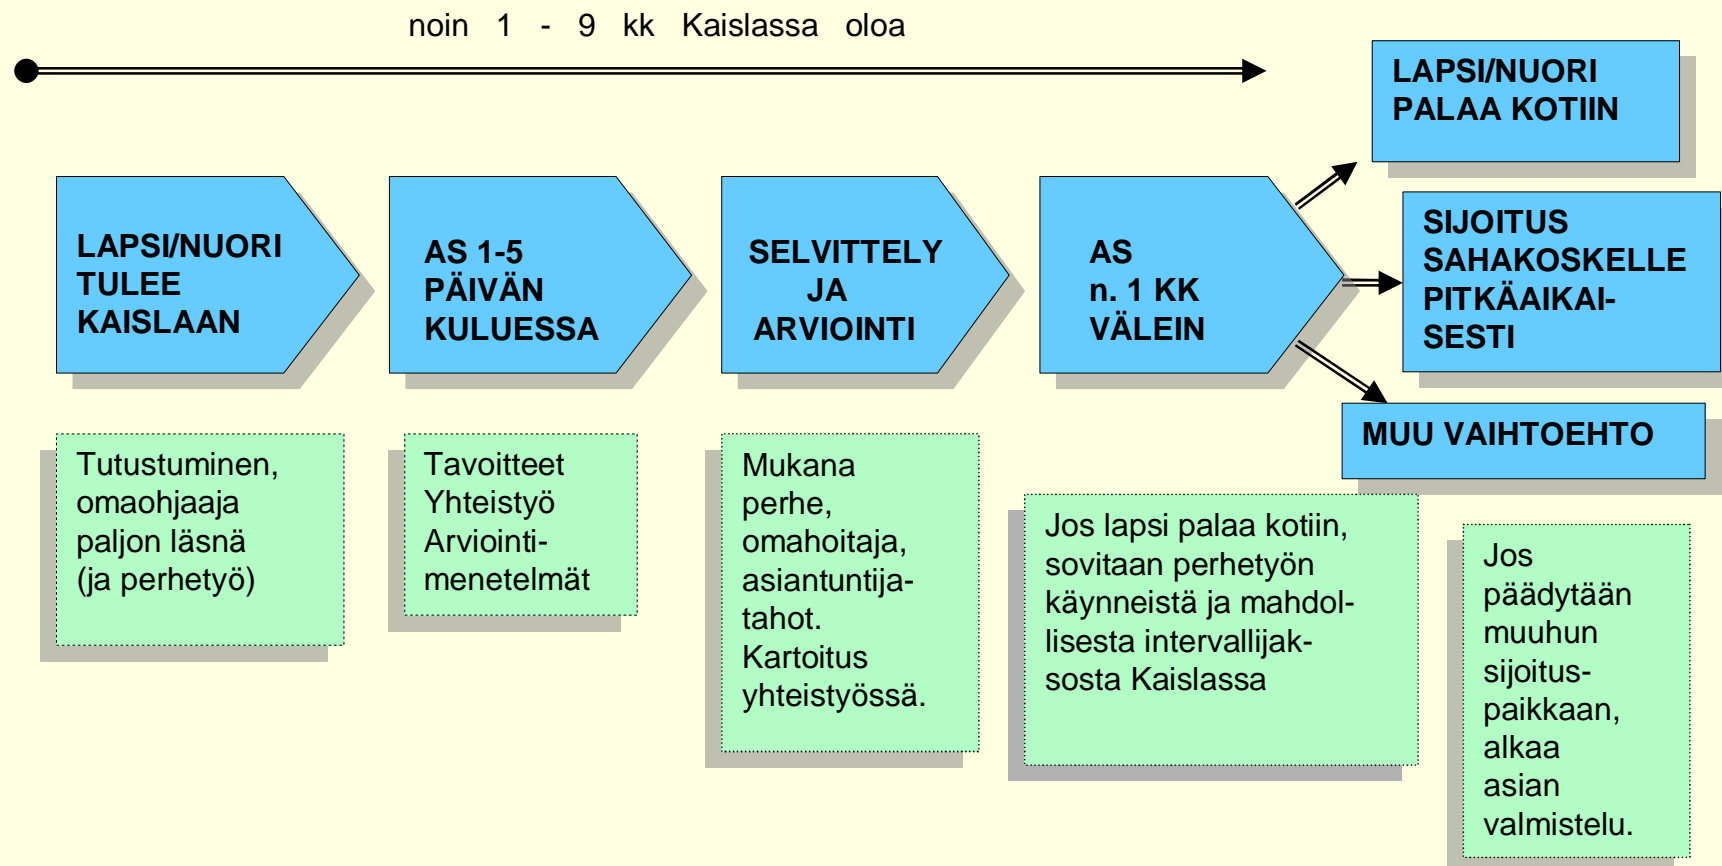 noin 1 - 9 kk Kaislassa oloa
LAPSI/NUORI
TULEE
KAISLAAN
AS 1-5
PÄIVÄN
KULUESSA
SELVITTELY
JA
ARVIOINTI
AS
n. 1 KK
VÄLEIN
LAPSI/NUORI
PALAA KOTIIN
SIJOITUS
SAHAKOSKELLE
PITKÄAIKAI-
SESTI
MUU VAIHTOEHTO
Tutustuminen,
omaohjaaja
paljon läsnä
(ja perhetyö)
Tavoitteet
Yhteistyö
Arviointi-
menetelmät
Mukana
perhe,
omahoitaja,
asiantuntija-
tahot.
Kartoitus
yhteistyössä.
Jos lapsi palaa kotiin,
sovitaan perhetyön
käynneistä ja mahdol-
lisesta intervallijak-
sosta Kaislassa
Jos
päädytään
muuhun
sijoitus-
paikkaan,
alkaa
asian
valmistelu.